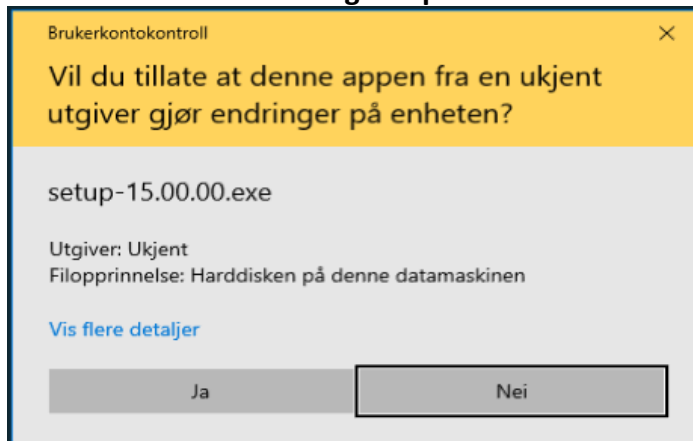 Brukerkontokontroll
Vil du tillate at denne appen fra en ukjent
utgiver gjør endringer på enheten?
setup-15.00.00.exe
Utgiver: Ukjent
Filopprinnelse: Harddisken på denne datamaskinen
Vis flere detaljer
Ja Nei